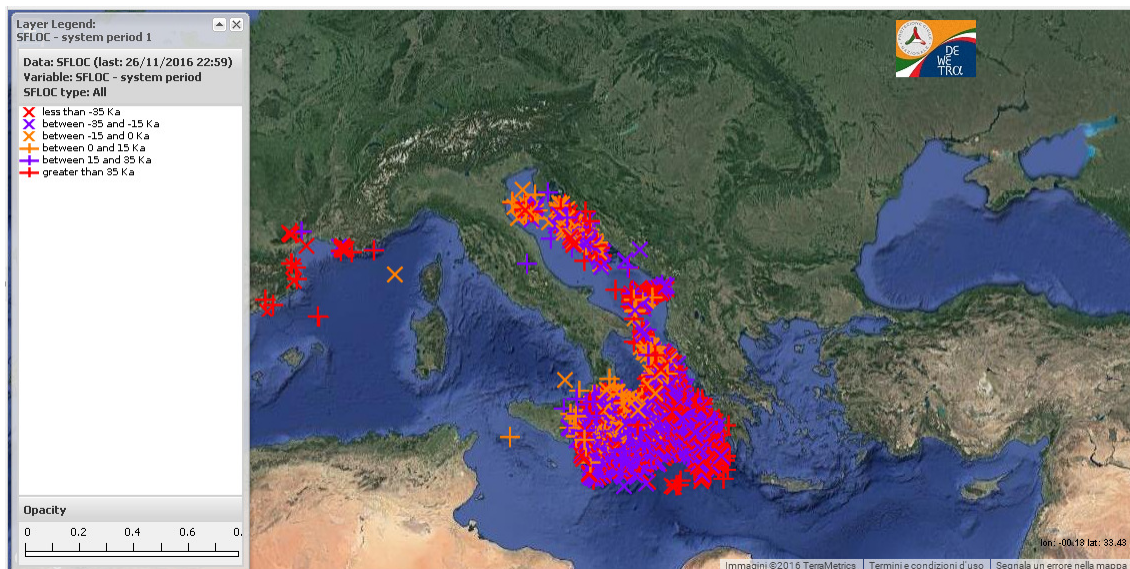 Layer Legend:
SFLOC - system period 1
Data: SFLOC (last: 26/11/2016 22:59)
Variable: SFLOC - system period
SFLOC type: All
less than -35 Ka
between -35 and -15 Ka
between -15 and 0 Ka
between 0 and 15 Ka
between 15 and 35 Ka
greater than 35 Ka
Opacity
0 0.2 0.4 0.6 0.
DE
WE
TRα
lon: -00.13 lat: 33.43
Immagini ©2016 TerraMetrics
Termini e condizioni d'uso
Segnala un errore nella mappa